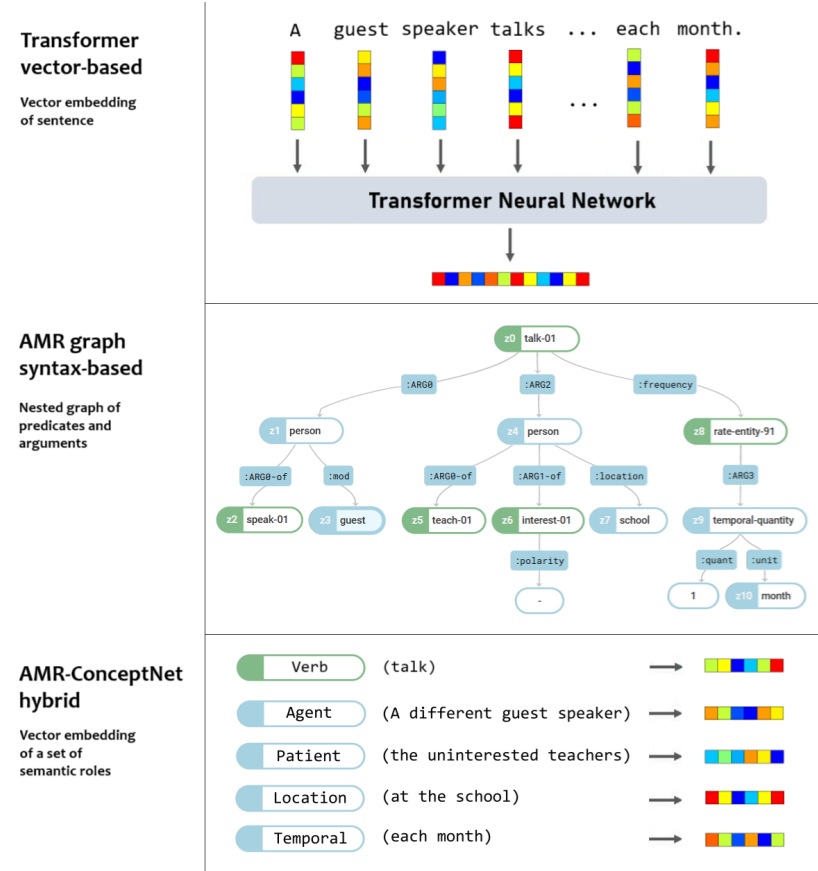 Transformer
vector-based
Vector embedding
of sentence
A guest speaker talks ... each month.
...
Transformer Neural Network
AMR graph
syntax-based
Nested graph of
predicates and
arguments
z0 talk-01
:ARG0 :ARG2 :frequency
z1 person z4 person z8 rate-entity-91
:ARG0-of :mod :ARG0-of :ARG1-of :location :ARG3
z2 speak-01 z3 guest z5 teach-01 z6 interest-01 z7 school z9 temporal-quantity
:polarity :quant :unit
- 1 z10 month
AMR-ConceptNet
hybrid
Vector embedding
of a set of
semantic roles
Verb (talk)
Agent (A different guest speaker)
Patient (the uninterested teachers)
Location (at the school)
Temporal (each month)